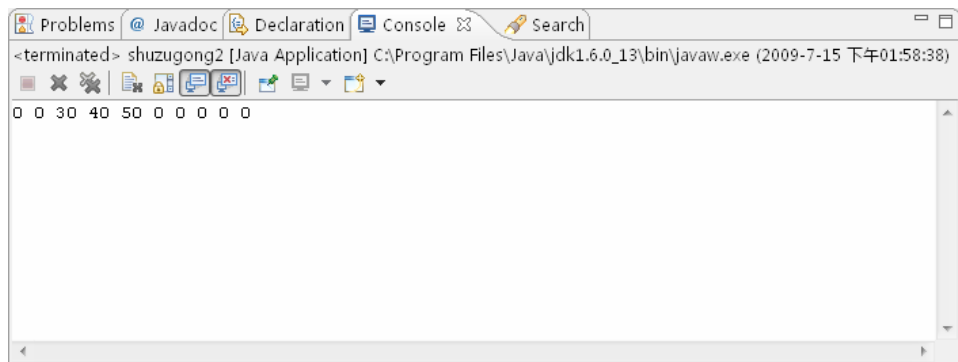 Problems @ Javadoc Declaration Console Search
<terminated> shuzugong2 [Java Application] C:\Program Files\Java\jdk1.6.0_13\bin\javaw.exe (2009-7-15 下午01:58:38)
0 0 30 40 50 0 0 0 0 0